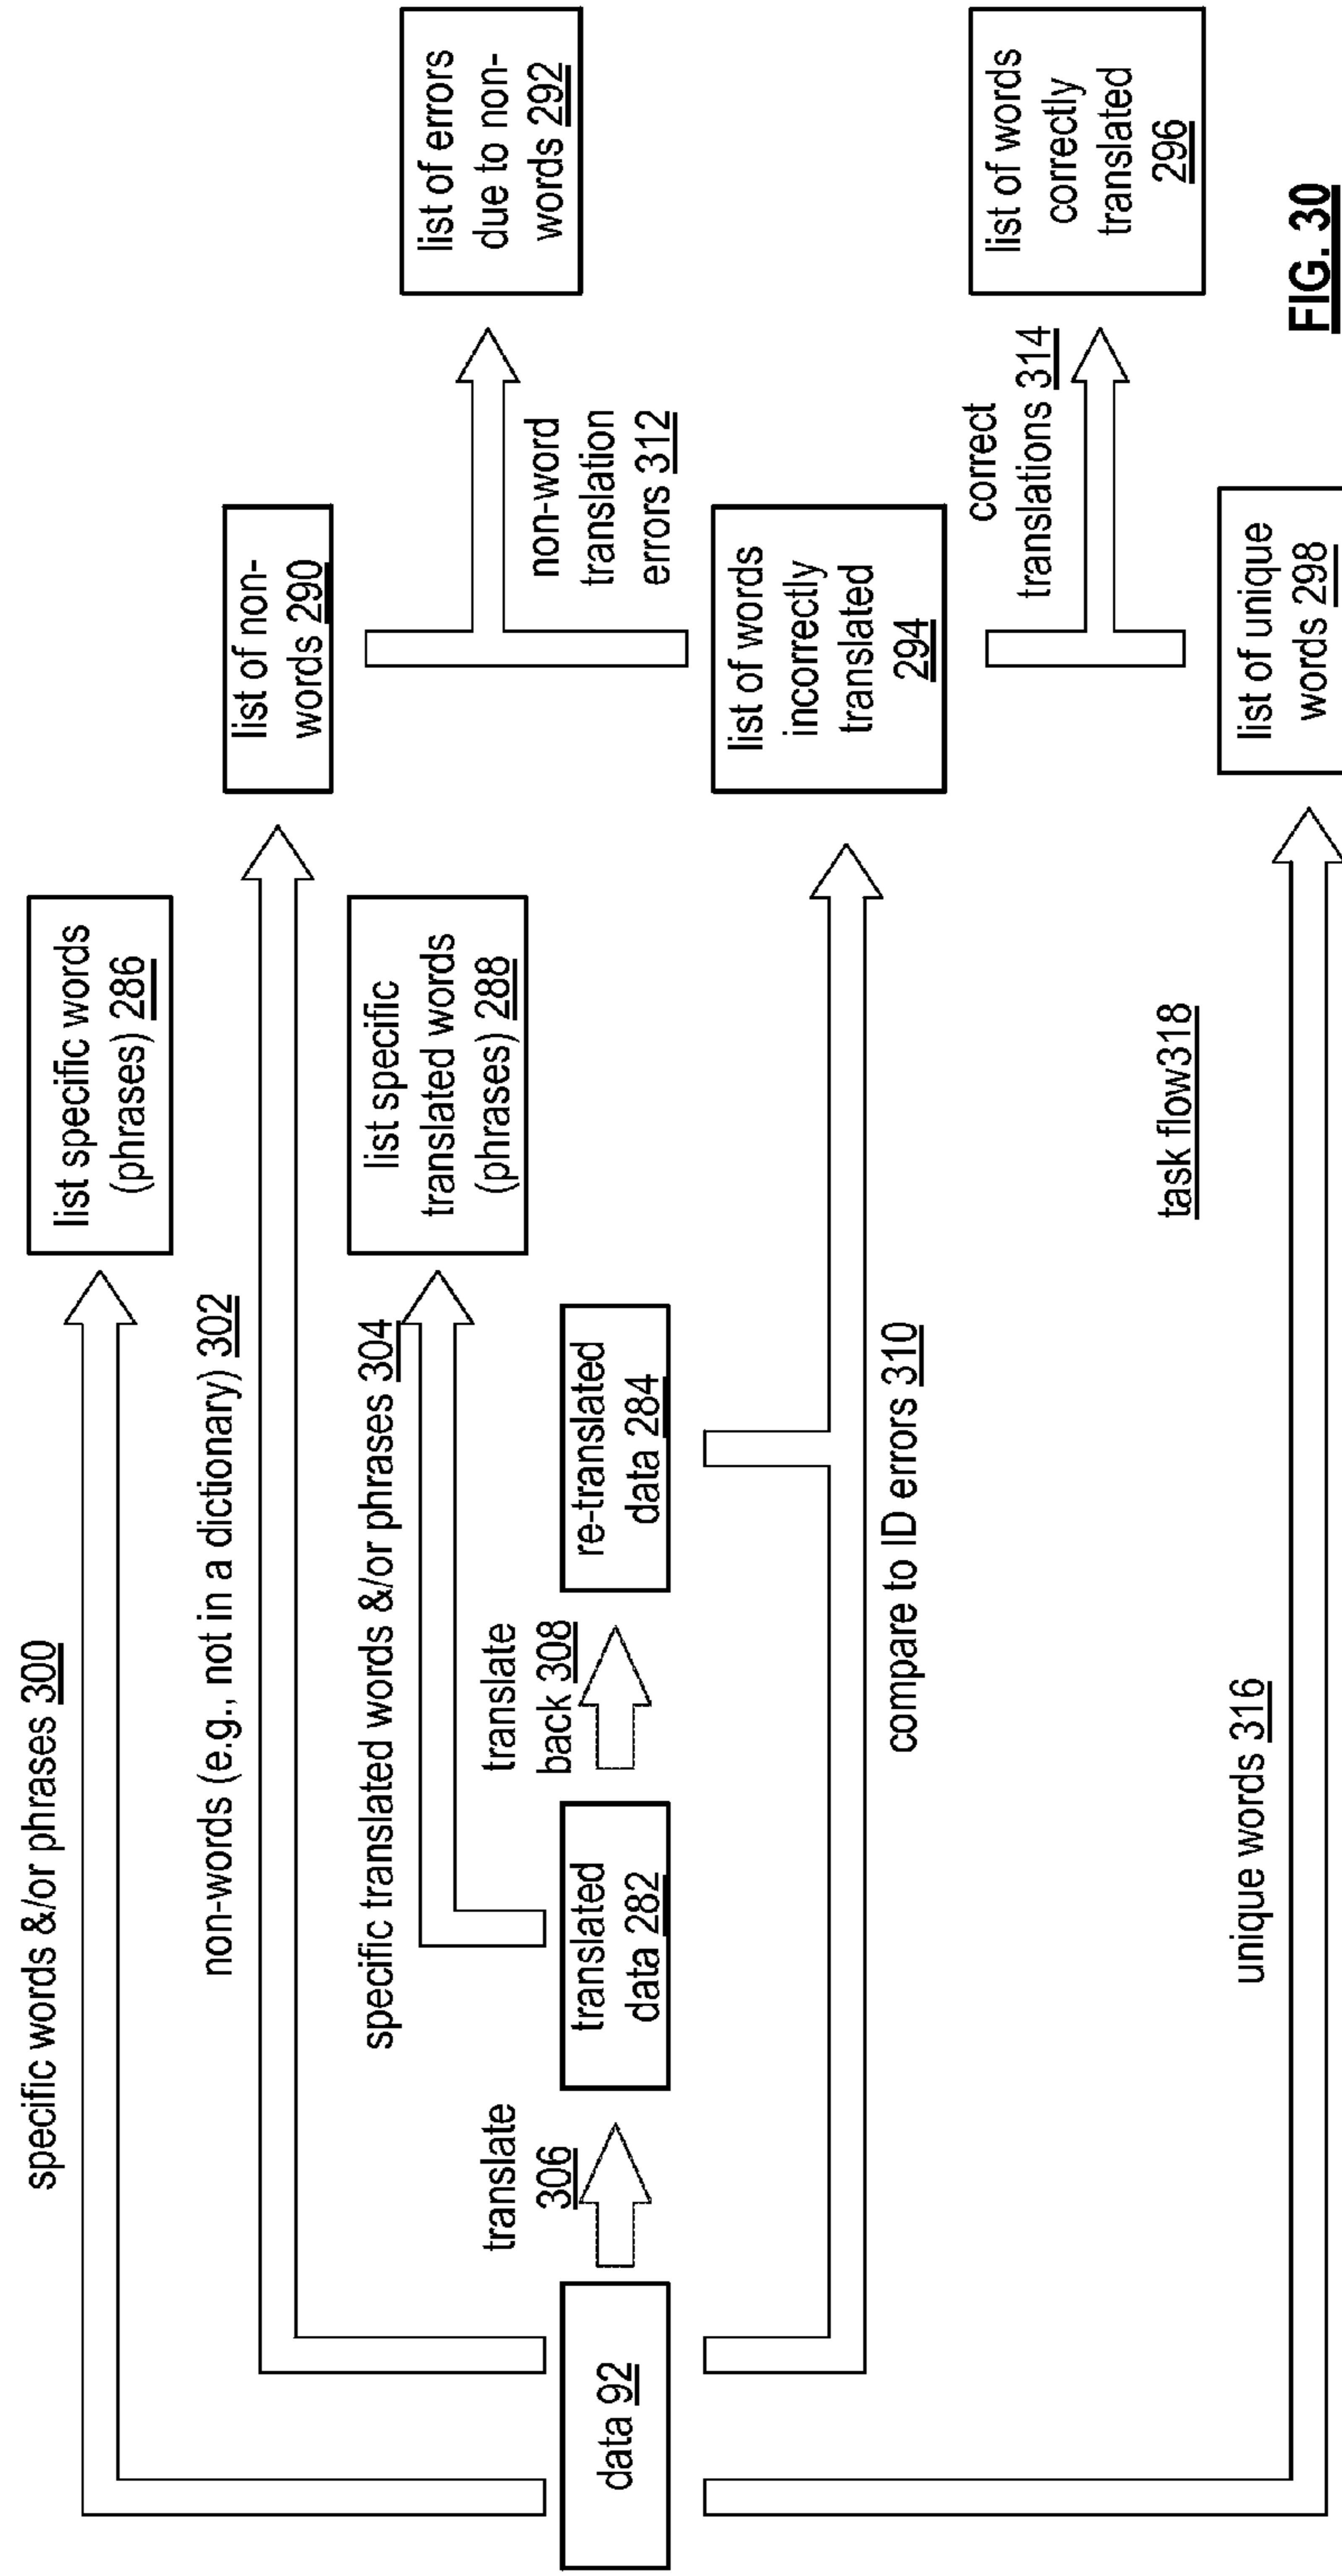 specific words &/or phrases 300
list specific words
(phrases) 286
non-words (e.g., not in a dictionary) 302
list of non-
words 290
list of errors
due to non-
words 292
specific translated words &/or phrases 304
list specific
translated words
(phrases) 288
non-word
translation
errors 312
data 92
translate
306
translated
data 282
translate
back 308
re-translated
data 284
compare to ID errors 310
list of words
incorrectly
translated
294
correct
translations 314
list of words
correctly
translated
296
task flow318
unique words 316
list of unique
words 298
FIG. 30